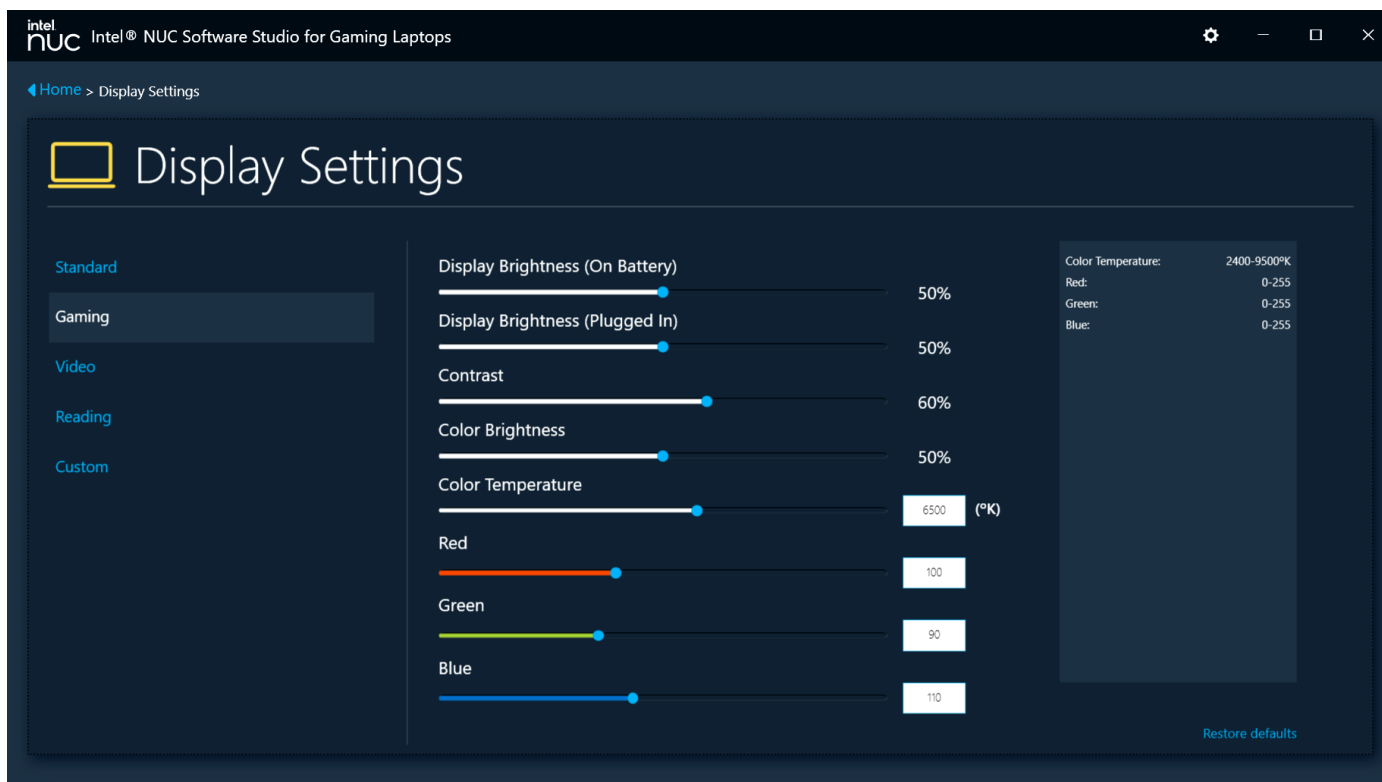 intel
nuc Intel® NUC Software Studio for Gaming Laptops
Home > Display Settings
Display Settings
Standard
Gaming
Video
Reading
Custom
Display Brightness (On Battery)
50%
Display Brightness (Plugged In)
50%
Contrast
60%
Color Brightness
50%
Color Temperature
6500 (ºK)
Red
100
Green
90
Blue
110
Color Temperature: 2400-9500ºK
Red: 0-255
Green: 0-255
Blue: 0-255
Restore defaults